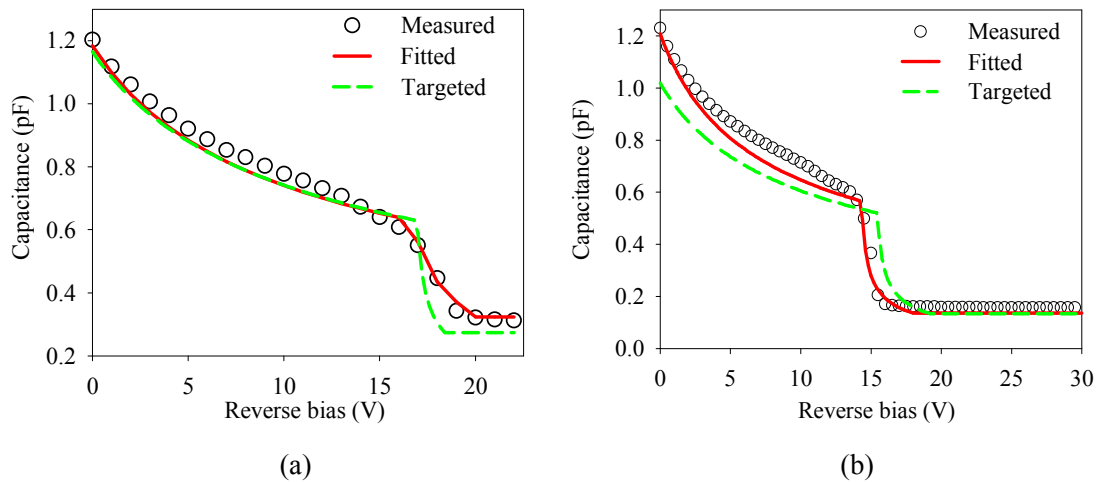 Capacitance (pF)
1.2
1.0
0.8
0.6
0.4
0.2
0
5
10
15
20
Reverse bias (V)
Measured
Fitted
Targeted
(a)
Capacitance (pF)
1.2
1.0
0.8
0.6
0.4
0.2
0.0
0
5
10
15
20
25
30
Reverse bias (V)
Measured
Fitted
Targeted
(b)